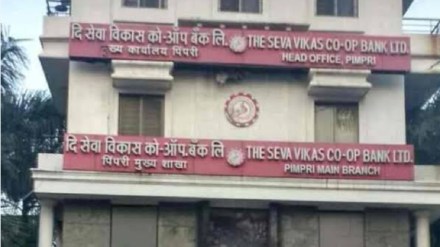 दि सेवा विकास को-ऑप. बँक लि. THE SEVA VIKAS CO-OP BANK LTD.
ख्य कार्यालय पिंपरी HEAD OFFICE, PIMPRI
दि सेवा विकास को-ऑप. बँक लि THE SEVA VIKAS CO-OP BANK LTD.
पिंपरी मुख्य शाखा PIMPRI MAIN BRANCH